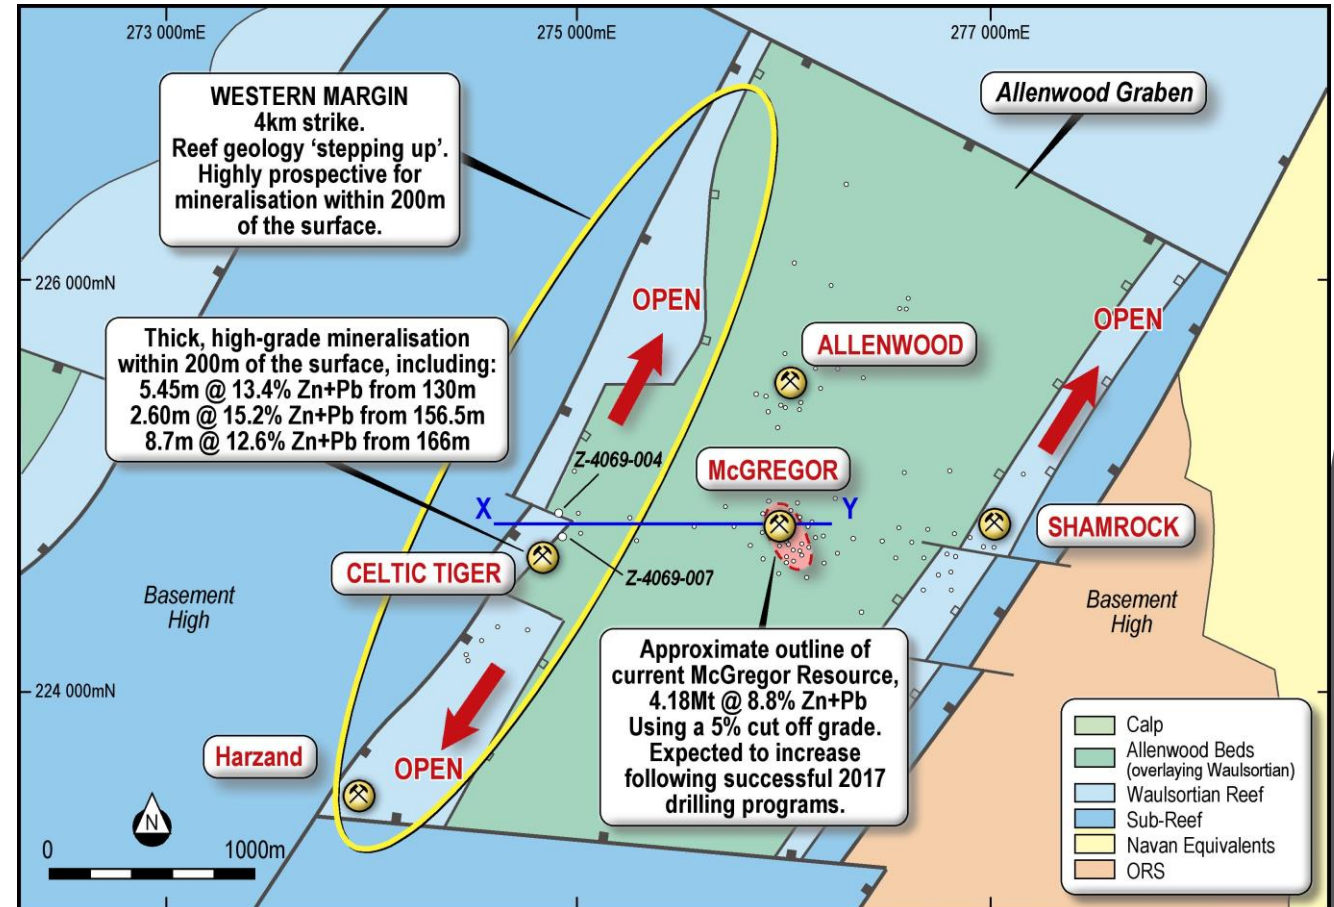 273 000mE
275 000mE
277 000mE
WESTERN MARGIN
4km strike.
Reef geology ‘stepping up’.
Highly prospective for
mineralisation within 200m
of the surface.
Allenwood Graben
226 000mN
OPEN
OPEN
Thick, high-grade mineralisation
within 200m of the surface, including:
5.45m @ 13.4% Zn+Pb from 130m
2.60m @ 15.2% Zn+Pb from 156.5m
8.7m @ 12.6% Zn+Pb from 166m
ALLENWOOD
Z-4069-004
McGREGOR
X
Y
SHAMROCK
CELTIC TIGER
Z-4069-007
Basement
High
Basement
High
Approximate outline of
current McGregor Resource,
4.18Mt @ 8.8% Zn+Pb
Using a 5% cut off grade.
Expected to increase
following successful 2017
drilling programs.
224 000mN
Harzand
OPEN
N
0
1000m
Calp
Allenwood Beds
(overlaying Waulsortian)
Waulsortian Reef
Sub-Reef
Navan Equivalents
ORS